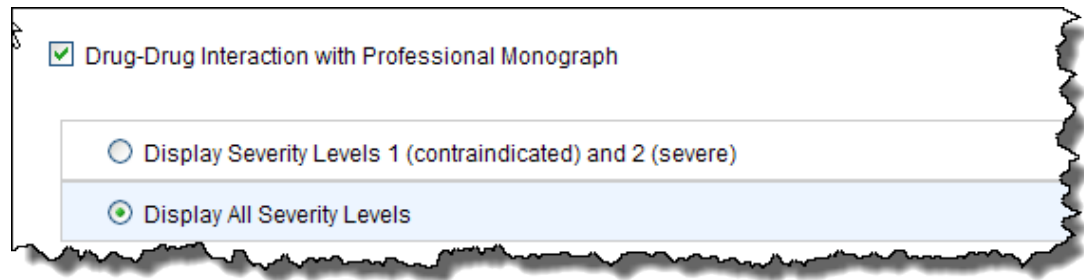 Drug-Drug Interaction with Professional Monograph
Display Severity Levels 1 (contraindicated) and 2 (severe)
Display All Severity Levels